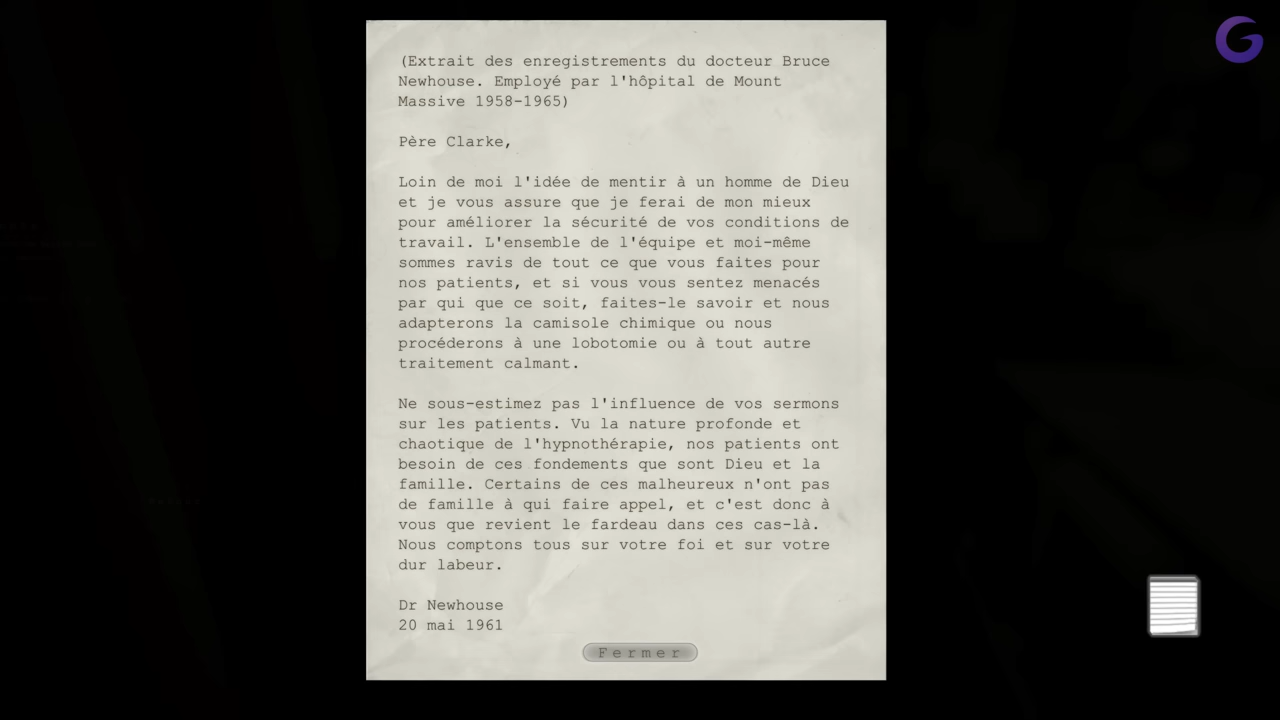 (Extrait des enregistrements du docteur Bruce
Newhouse. Employé par l'hôpital de Mount
Massive 1958-1965)
Père Clarke,
Loin de moi l'idée de mentir à un homme de Dieu
et je vous assure que je ferai de mon mieux
pour améliorer la sécurité de vos conditions de
travail. L'ensemble de l'équipe et moi-même
sommes ravis de tout ce que vous faites pour
nos patients, et si vous vous sentez menacés
par qui que ce soit, faites-le savoir et nous
adapterons la camisole chimique ou nous
procéderons à une lobotomie ou à tout autre
traitement calmant.
Ne sous-estimez pas l'influence de vos sermons
sur les patients. Vu la nature profonde et
chaotique de l'hypnothérapie, nos patients ont
besoin de ces fondements que sont Dieu et la
famille. Certains de ces malheureux n'ont pas
de famille à qui faire appel, et c'est donc à
vous que revient le fardeau dans ces cas-là.
Nous comptons tous sur votre foi et sur votre
dur labeur.
Dr Newhouse
20 mai 1961
Fermer